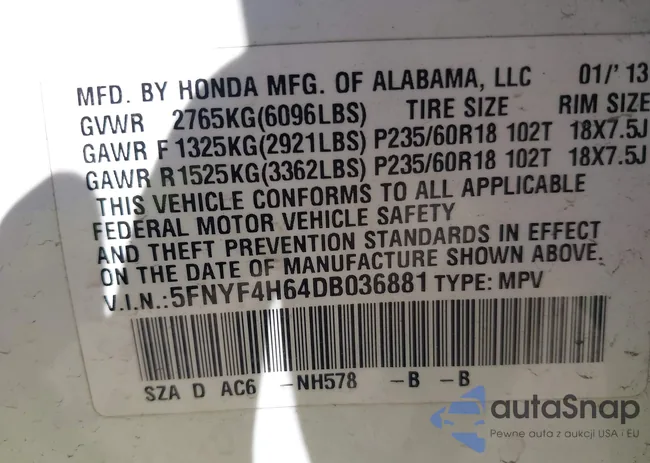 MFD. BY HONDA MFG. OF ALABAMA, LLC 01/'13
GVWR 2765KG(6096LBS) TIRE SIZE RIM SIZE
GAWR F 1325KG(2921LBS) P235/60R18 102T 18X7.5J
GAWR R1525KG(3362LBS) P235/60R18 102T 18X7.5J
THIS VEHICLE CONFORMS TO ALL APPLICABLE
FEDERAL MOTOR VEHICLE SAFETY
AND THEFT PREVENTION STANDARDS IN EFFECT
ON THE DATE OF MANUFACTURE SHOWN ABOVE.
V.I.N.:5FNYF4H64DB036881 TYPE: MPV
SZA D AC6 -NH578 -B -B
autaSnap
Pewne auta z aukcji USA i EU